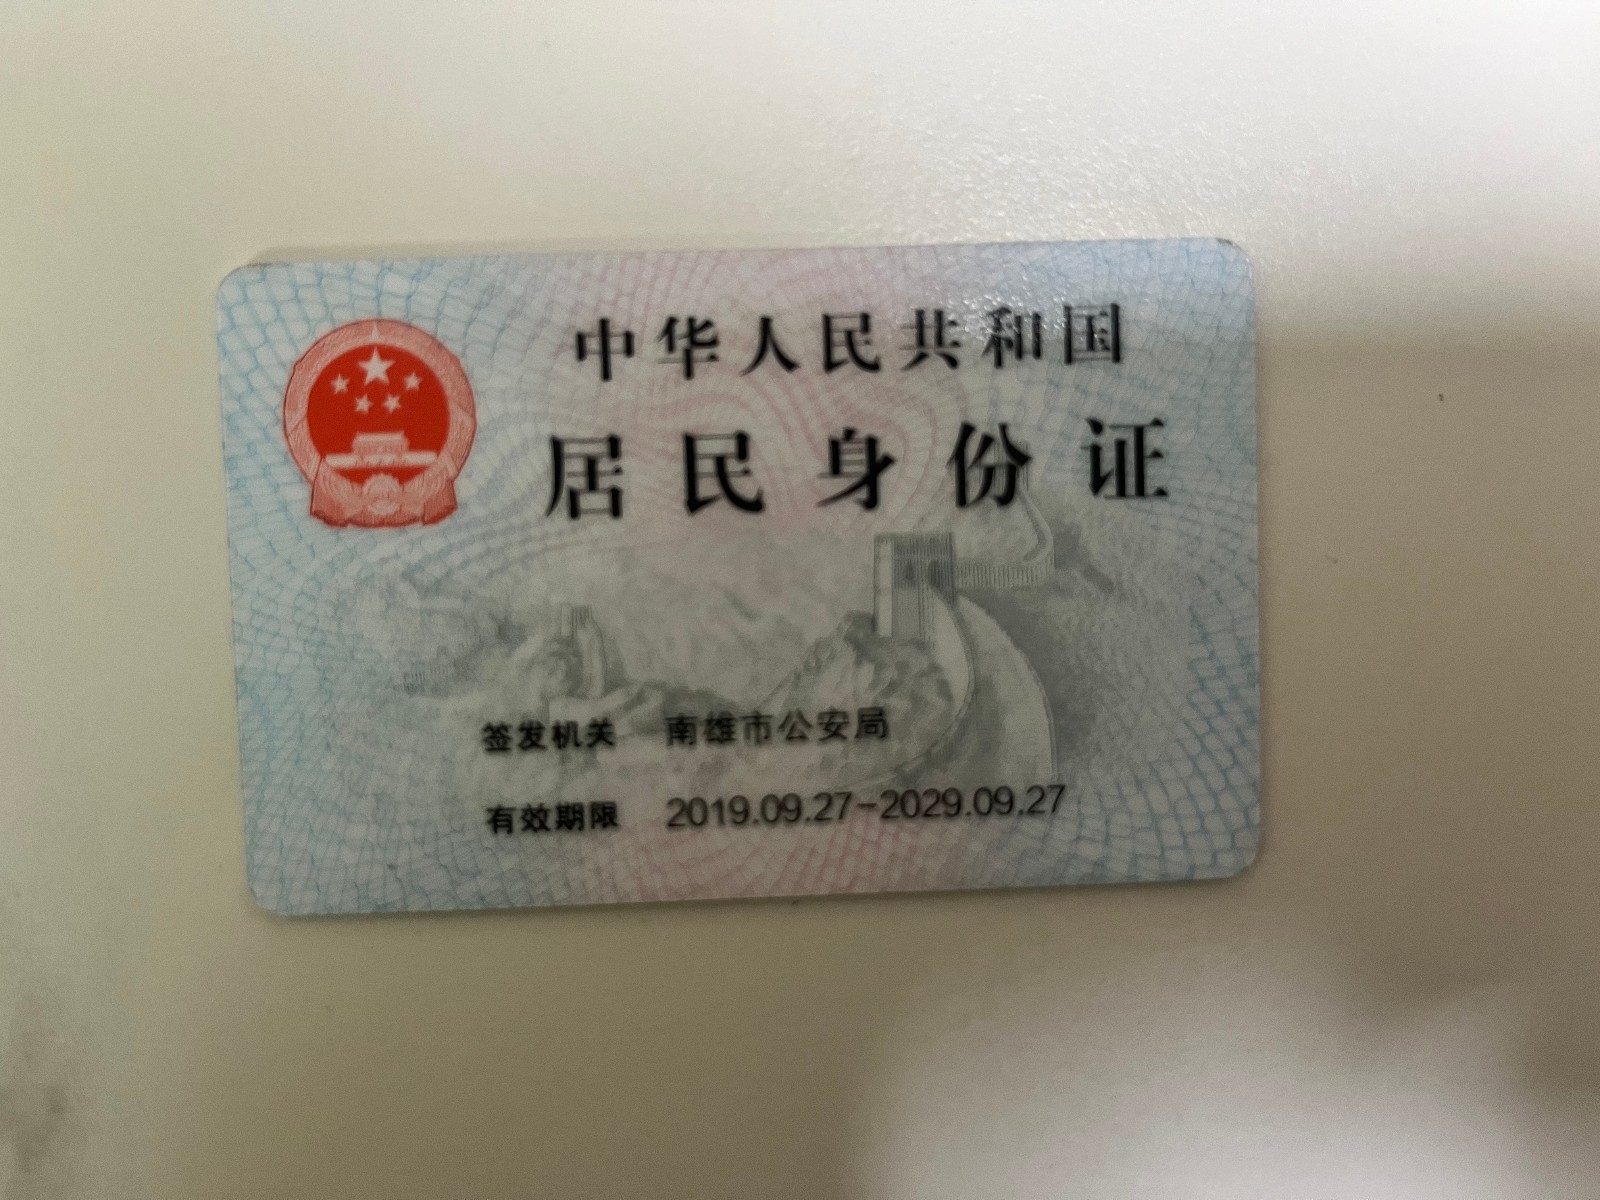 中华人民共和国
居民身份证
签发机关 南雄市公安局
有效期限 2019.09.27-2029.09.27